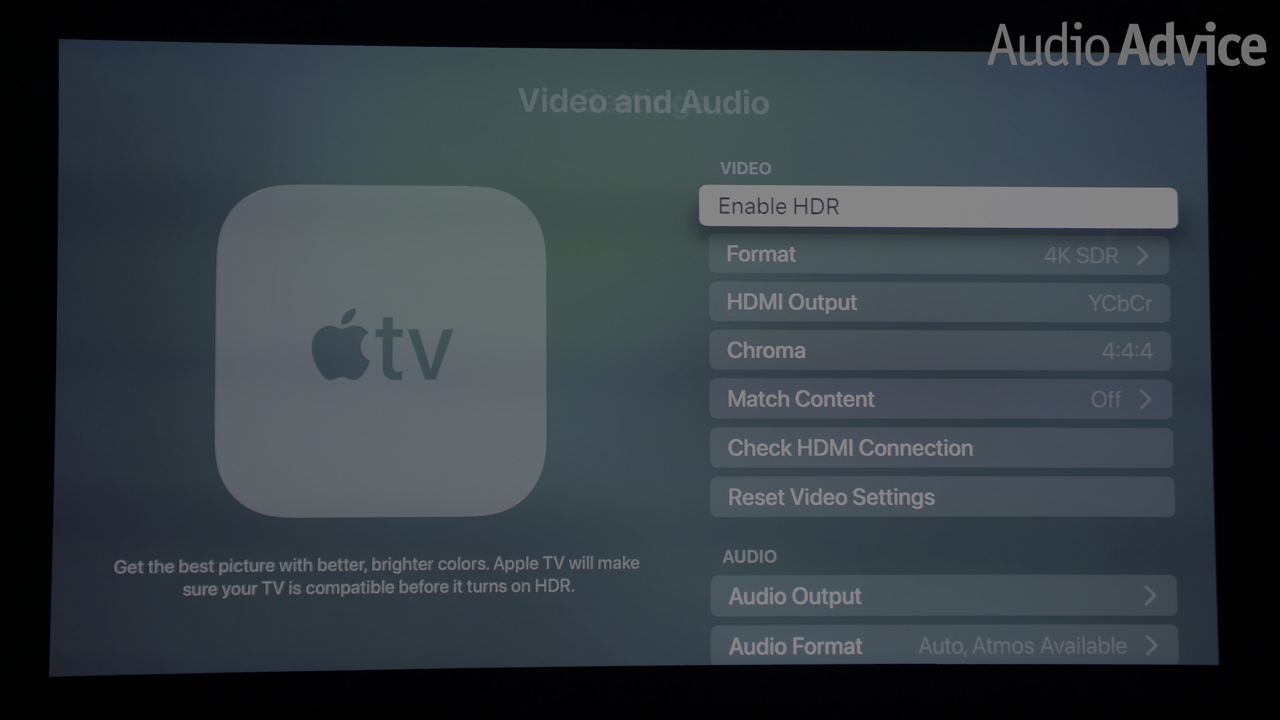 Audio Advice
Video and Audio
VIDEO
Enable HDR
Format 4K SDR
HDMI Output YCbCr
Chroma 4:4:4
Match Content Off
Check HDMI Connection
Reset Video Settings
tv
Get the best picture with better, brighter colors. Apple TV will make
sure your TV is compatible before it turns on HDR.
AUDIO
Audio Output
Audio Format Auto, Atmos Available